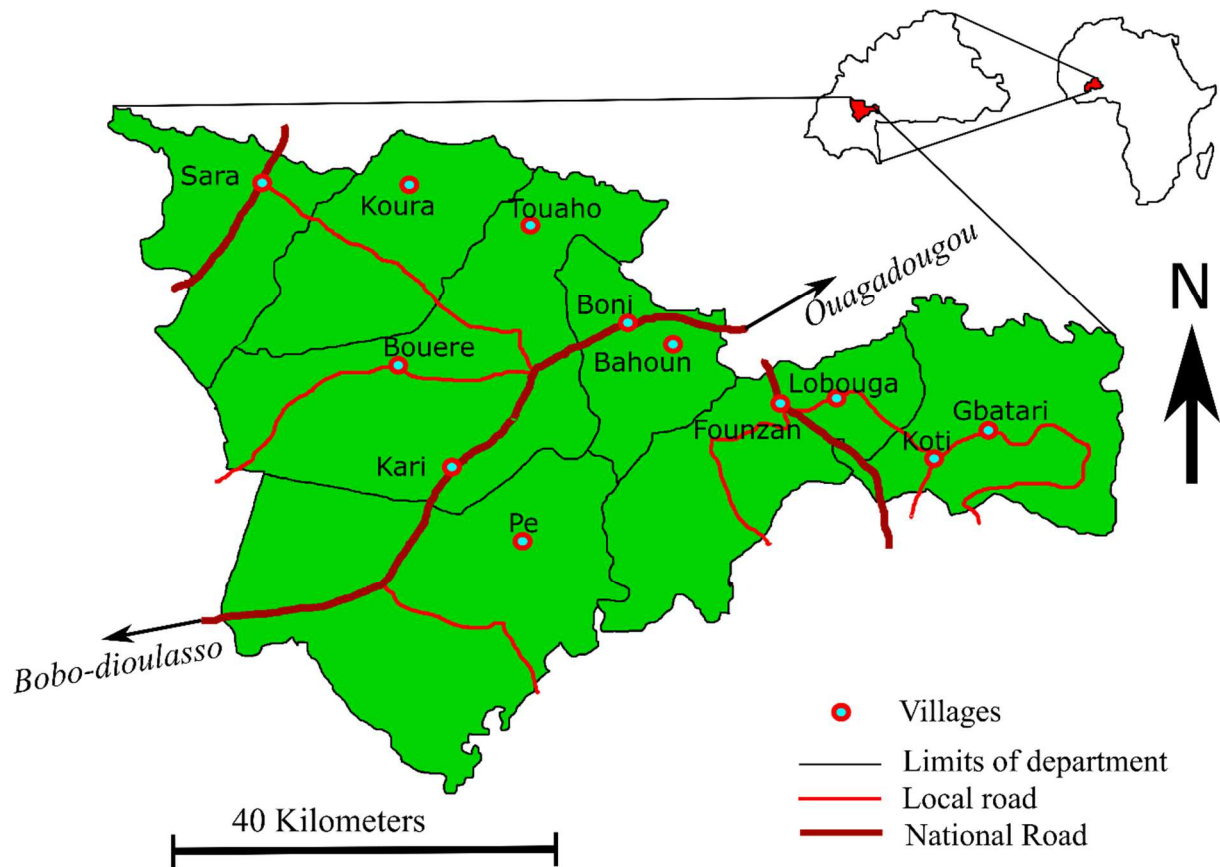 Sara
Koura
Touaho
Ouagadougou
N
Boni
Bouere
Bahoun
Lobouga
Founzan
Gbatari
Koti
Kari
Pe
Bobo-dioulasso
Villages
Limits of department
Local road
National Road
40 Kilometers